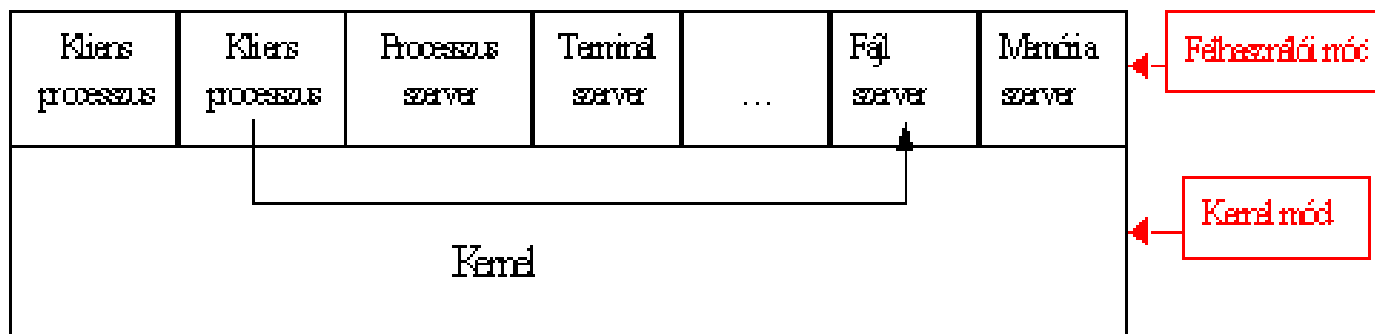 Kliens
processzus
Kliens
processzus
Processzus
szerver
Terminál
szerver
...
Fájl
szerver
Memória
szerver
Felhasználói mód
Kernel mód
Kernel